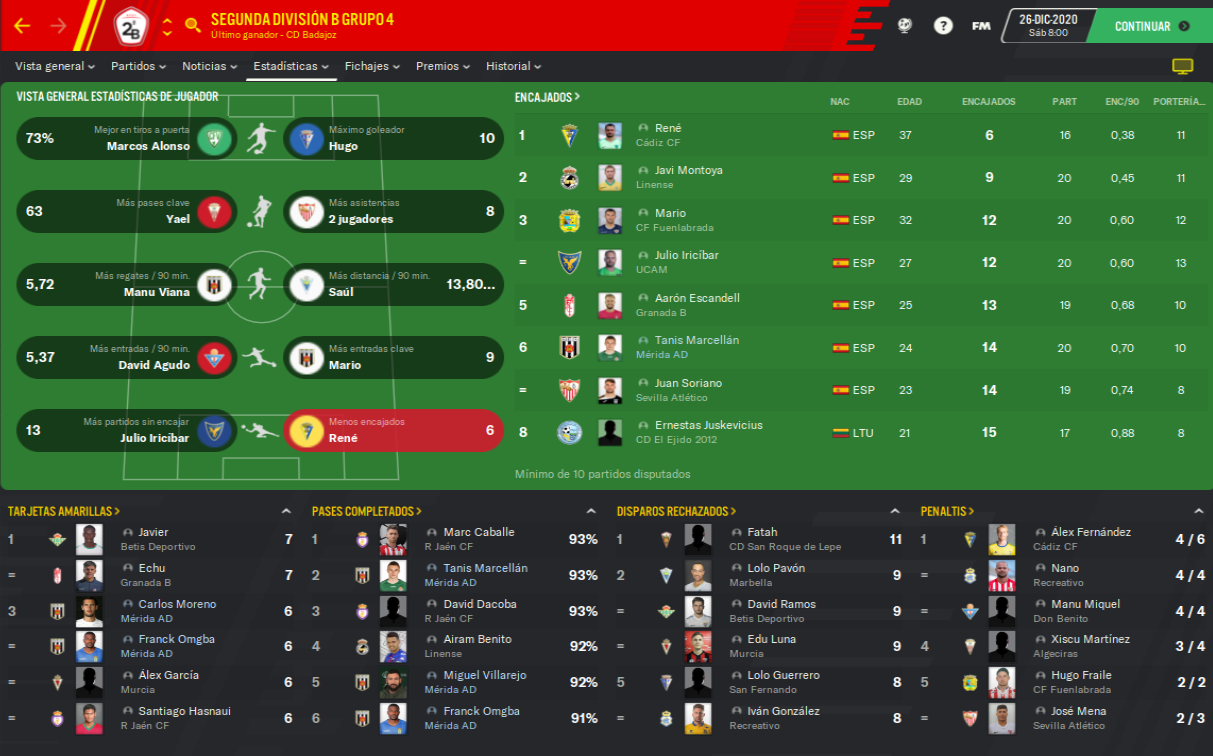 SEGUNDA DIVISIÓN B GRUPO 4
Último ganador - CD Badajoz
2ªB
?
FM
26-DIC-2020
Sáb 8:00
CONTINUAR
Vista general
Partidos
Noticias
Estadísticas
Fichajes
Premios
Historial
VISTA GENERAL ESTADÍSTICAS DE JUGADOR
73% Mejor en tiros a puerta
Marcos Alonso
Máximo goleador 10
Hugo
63 Más pases clave
Yael
Más asistencias 8
2 jugadores
5,72 Más regates / 90 min.
Manu Viana
Más distancia / 90 min. 13,80...
Saúl
5,37 Más entradas / 90 min.
David Agudo
Más entradas clave 9
Mario
13 Más partidos sin encajar
Julio Iricíbar
Menos encajados 6
René
ENCAJADOS > NAC EDAD ENCAJADOS PART ENC/90 PORTERÍA...
1 René ESP 37 6 16 0,38 11
Cádiz CF
2 Javi Montoya ESP 29 9 20 0,45 11
Linense
3 Mario ESP 32 12 20 0,60 12
CF Fuenlabrada
= Julio Iricíbar ESP 27 12 20 0,60 13
UCAM
5 Aarón Escandell ESP 25 13 19 0,68 10
Granada B
6 Tanis Marcellán ESP 24 14 20 0,70 10
Mérida AD
= Juan Soriano ESP 23 14 19 0,74 8
Sevilla Atlético
8 Ernestas Juskevicius LTU 21 15 17 0,88 8
CD El Ejido 2012
Mínimo de 10 partidos disputados
TARJETAS AMARILLAS >
1 Javier 7
Betis Deportivo
= Echu 7
Granada B
3 Carlos Moreno 6
Mérida AD
= Franck Omgba 6
Mérida AD
= Álex García 6
Murcia
= Santiago Hasnaui 6
R Jaén CF
PASES COMPLETADOS >
1 Marc Caballe 93%
R Jaén CF
2 Tanis Marcellán 93%
Mérida AD
3 David Dacoba 93%
R Jaén CF
4 Airam Benito 92%
Linense
5 Miguel Villarejo 92%
Mérida AD
6 Franck Omgba 91%
Mérida AD
DISPAROS RECHAZADOS >
1 Fatah 11
CD San Roque de Lepe
2 Lolo Pavón 9
Marbella
= David Ramos 9
Betis Deportivo
= Edu Luna 9
Murcia
5 Lolo Guerrero 8
San Fernando
= Iván González 8
Recreativo
PENALTIS >
1 Álex Fernández 4 / 6
Cádiz CF
= Nano 4 / 4
Recreativo
= Manu Miquel 4 / 4
Don Benito
4 Xiscu Martínez 3 / 4
Algeciras
5 Hugo Fraile 2 / 2
CF Fuenlabrada
= José Mena 2 / 3
Sevilla Atlético